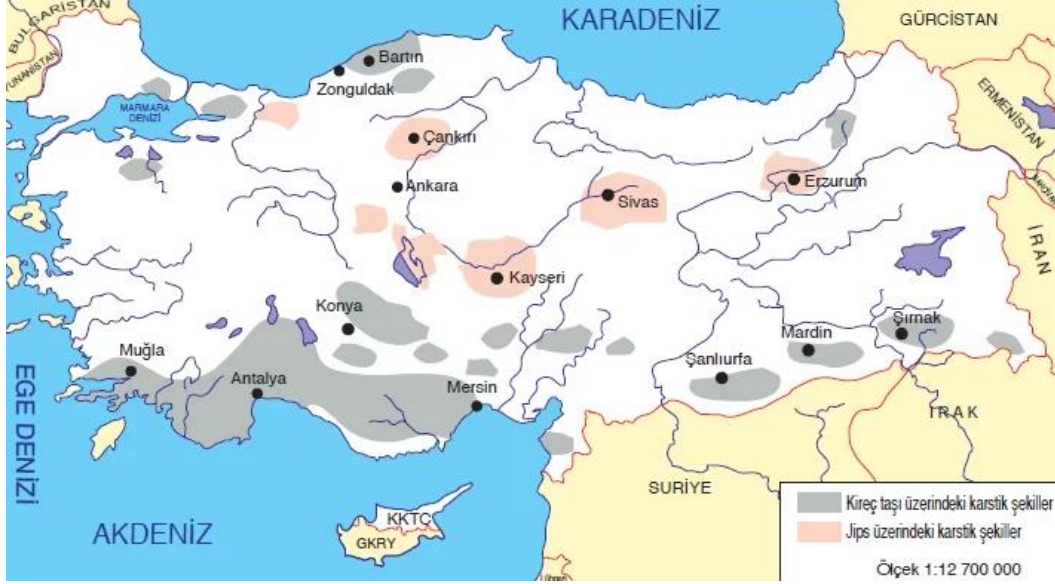 BULGARİSTAN
YUNANİSTAN
KARADENİZ
GÜRCİSTAN
ERMENİSTAN
İRAN
MARMARA
DENİZİ
Bartın
Zonguldak
Çankırı
Ankara
Sivas
Erzurum
Kayseri
Konya
Muğla
Antalya
Mersin
Şanlıurfa
Mardin
Şırnak
EGE DENİZİ
AKDENİZ
KKTC
GKRY
SURİYE
IRAK
Kireç taşı üzerindeki karstik şekiller
Jips üzerindeki karstik şekiller
Ölçek 1:12 700 000